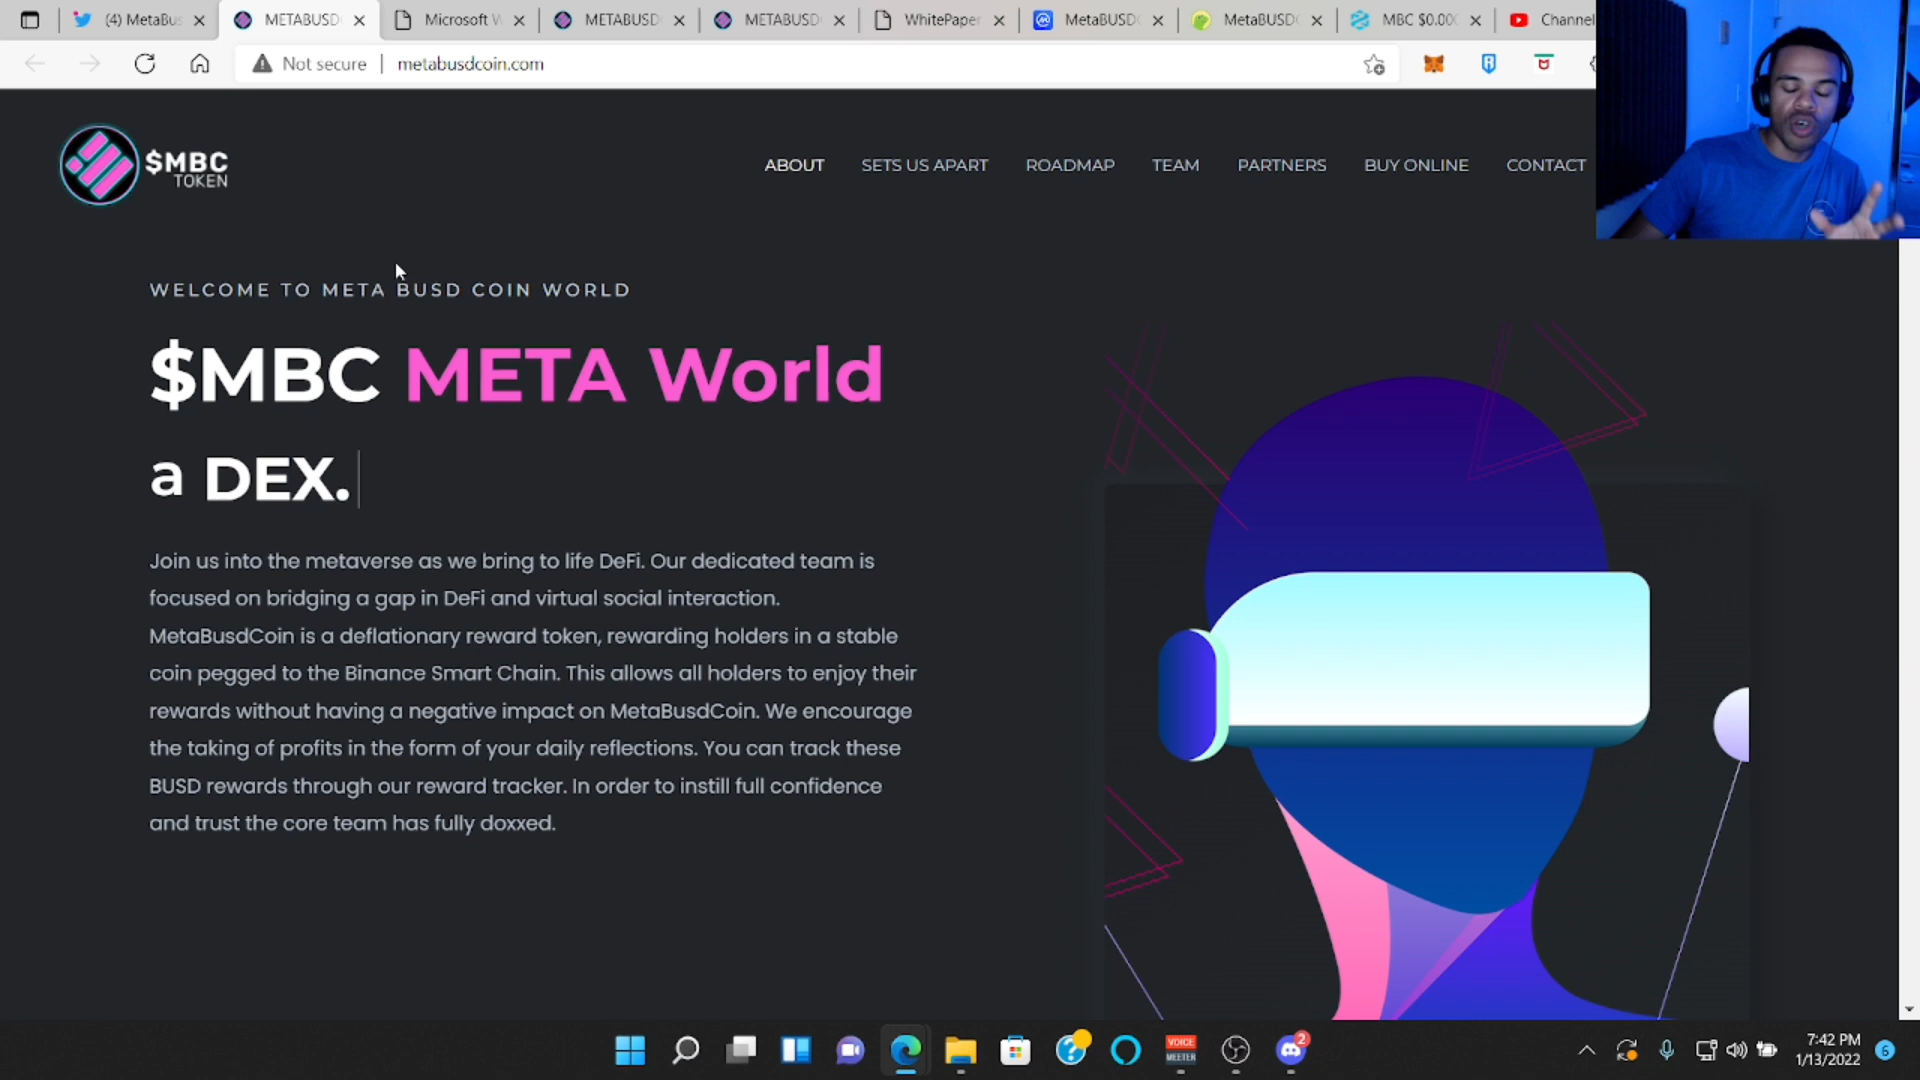 (4) MetaBus
METABUSD
Microsoft W
METABUSD
METABUSD
WhitePaper
MetaBUSD
MetaBUSD
MBC $0.000
Channel
Not secure
metabusdcoin.com
$MBC
TOKEN
ABOUT
SETS US APART
ROADMAP
TEAM
PARTNERS
BUY ONLINE
CONTACT
WELCOME TO META BUSD COIN WORLD
$MBC META World
a DEX.
Join us into the metaverse as we bring to life DeFi. Our dedicated team is
focused on bridging a gap in DeFi and virtual social interaction.
MetaBusdCoin is a deflationary reward token, rewarding holders in a stable
coin pegged to the Binance Smart Chain. This allows all holders to enjoy their
rewards without having a negative impact on MetaBusdCoin. We encourage
the taking of profits in the form of your daily reflections. You can track these
BUSD rewards through our reward tracker. In order to instill full confidence
and trust the core team has fully doxxed.
VOICE
MEETER
2
7:42 PM
1/13/2022
6